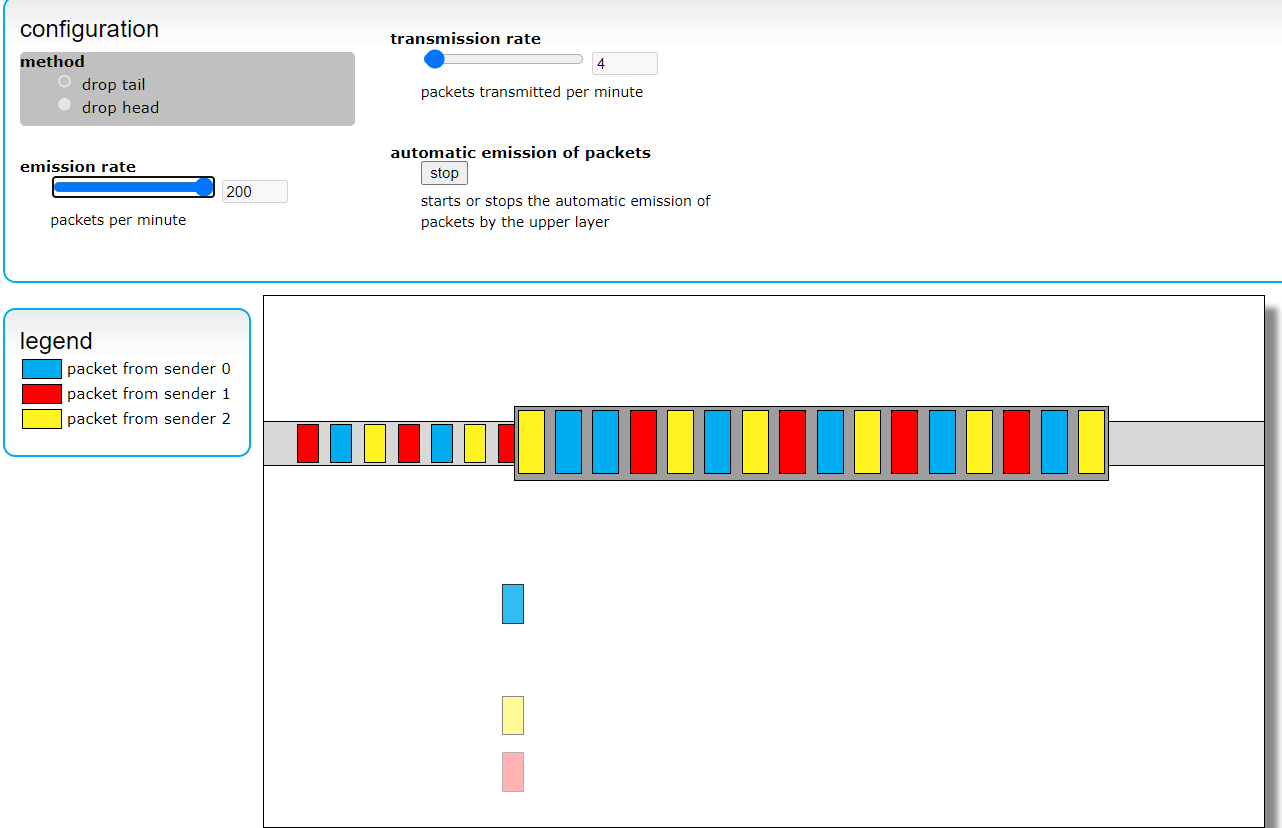 configuration
method
drop tail
drop head
emission rate
200
packets per minute
transmission rate
4
packets transmitted per minute
automatic emission of packets
stop
starts or stops the automatic emission of
packets by the upper layer
legend
packet from sender 0
packet from sender 1
packet from sender 2